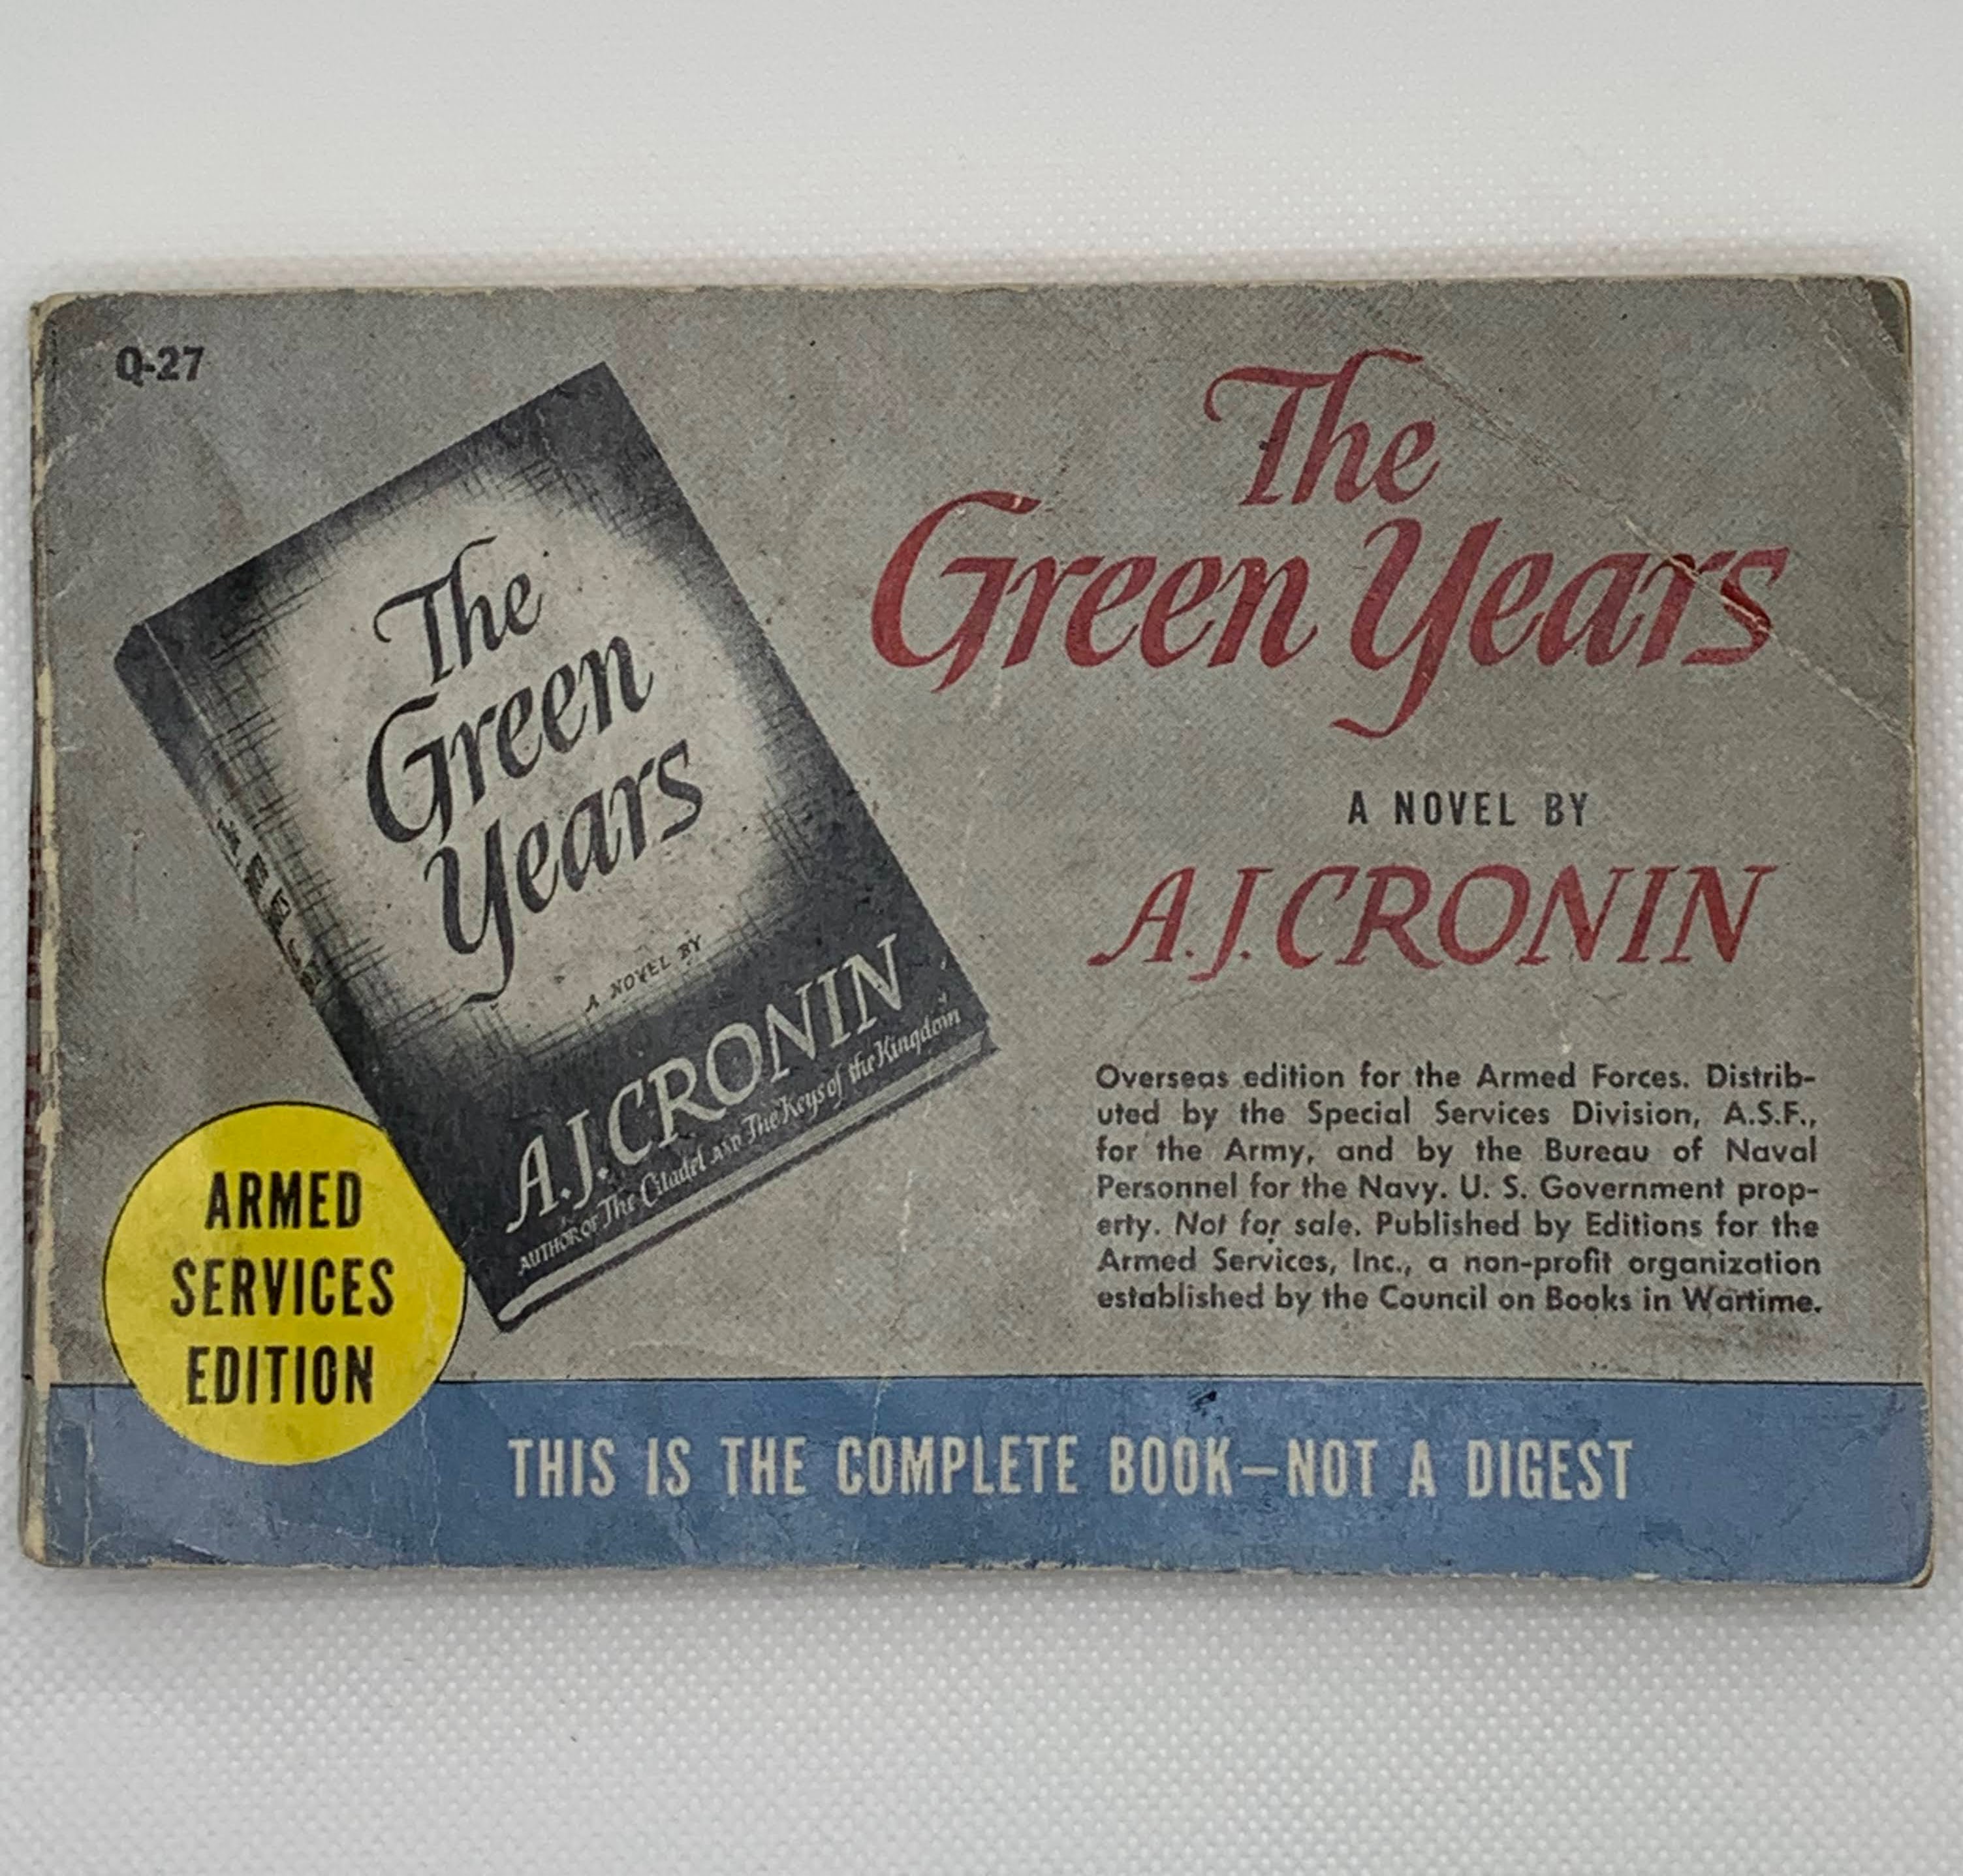 Q-27
The
Green Years
A NOVEL BY
A.J.CRONIN
The
Green
Years
A NOVEL BY
A.J.CRONIN
AUTHOR OF The Citadel AND The Keys of the Kingdom
Overseas edition for the Armed Forces. Distrib-
uted by the Special Services Division, A.S.F.,
for the Army, and by the Bureau of Naval
Personnel for the Navy. U. S. Government prop-
erty. Not for sale. Published by Editions for the
Armed Services, Inc., a non-profit organization
established by the Council on Books in Wartime.
ARMED
SERVICES
EDITION
THIS IS THE COMPLETE BOOK—NOT A DIGEST